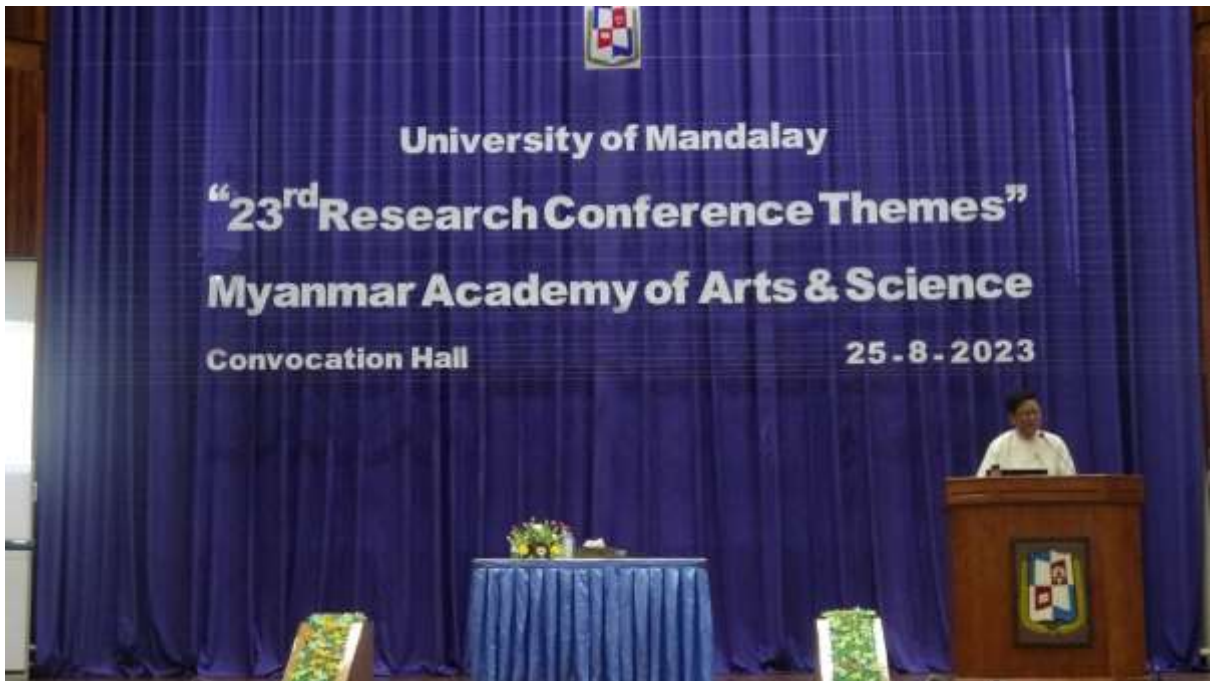 University of Mandalay
“23rd Research Conference Themes”
Myanmar Academy of Arts & Science
Convocation Hall 25-8-2023